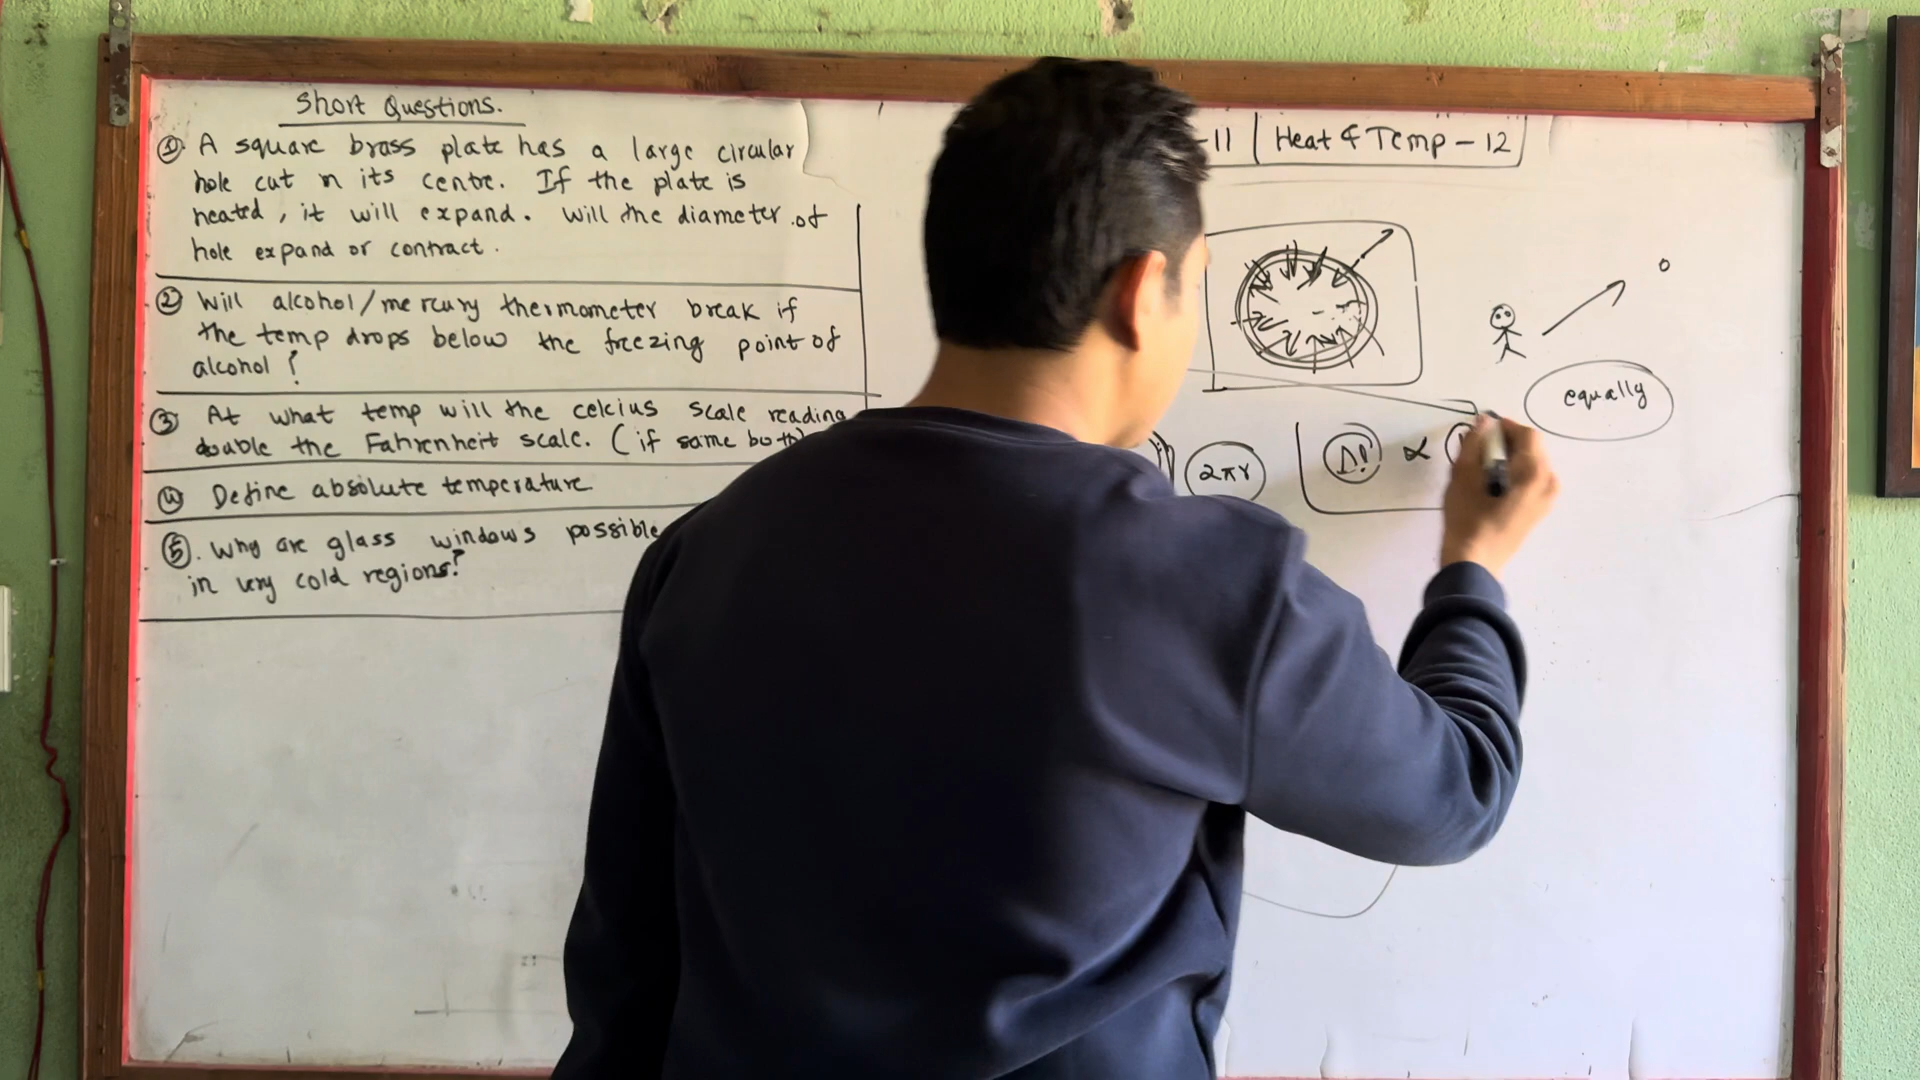 Short Questions.
① A square brass plate has a large circular
hole cut in its centre. If the plate is
heated, it will expand. Will the diameter of
hole expand or contract.
② Will alcohol/mercury thermometer break if
the temp drops below the freezing point of
alcohol?
③ At what temp will the celcius scale reading
double the Fahrenheit scale. (if same both)
④ Define absolute temperature
⑤. Why are glass windows possible
in very cold regions?
-11 | Heat & Temp - 12
equally
2πr
∝